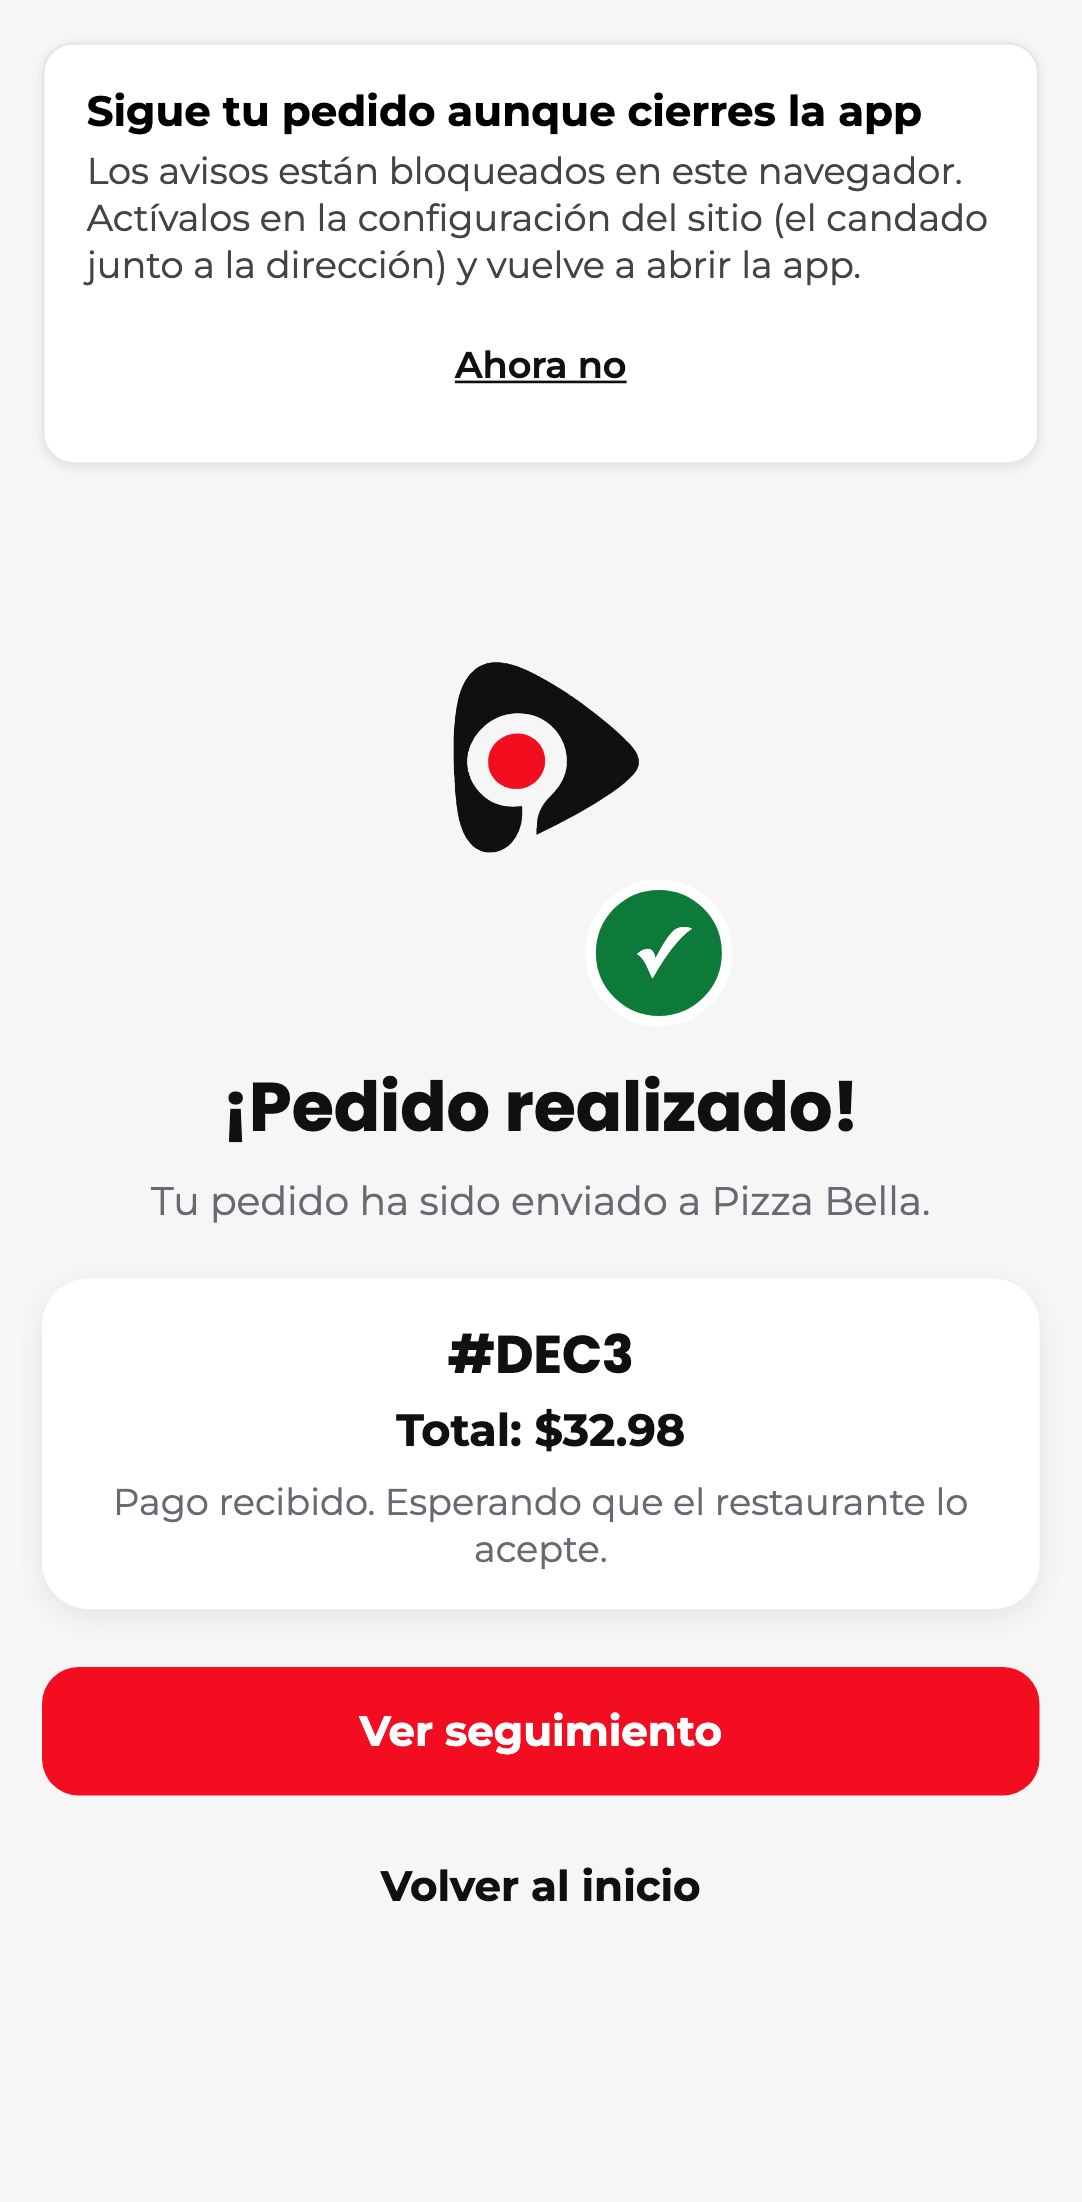 Sigue tu pedido aunque cierres la app
Los avisos están bloqueados en este navegador.
Actívalos en la configuración del sitio (el candado
junto a la dirección) y vuelve a abrir la app.
Ahora no
¡Pedido realizado!
Tu pedido ha sido enviado a Pizza Bella.
#DEC3
Total: $32.98
Pago recibido. Esperando que el restaurante lo
acepte.
Ver seguimiento
Volver al inicio